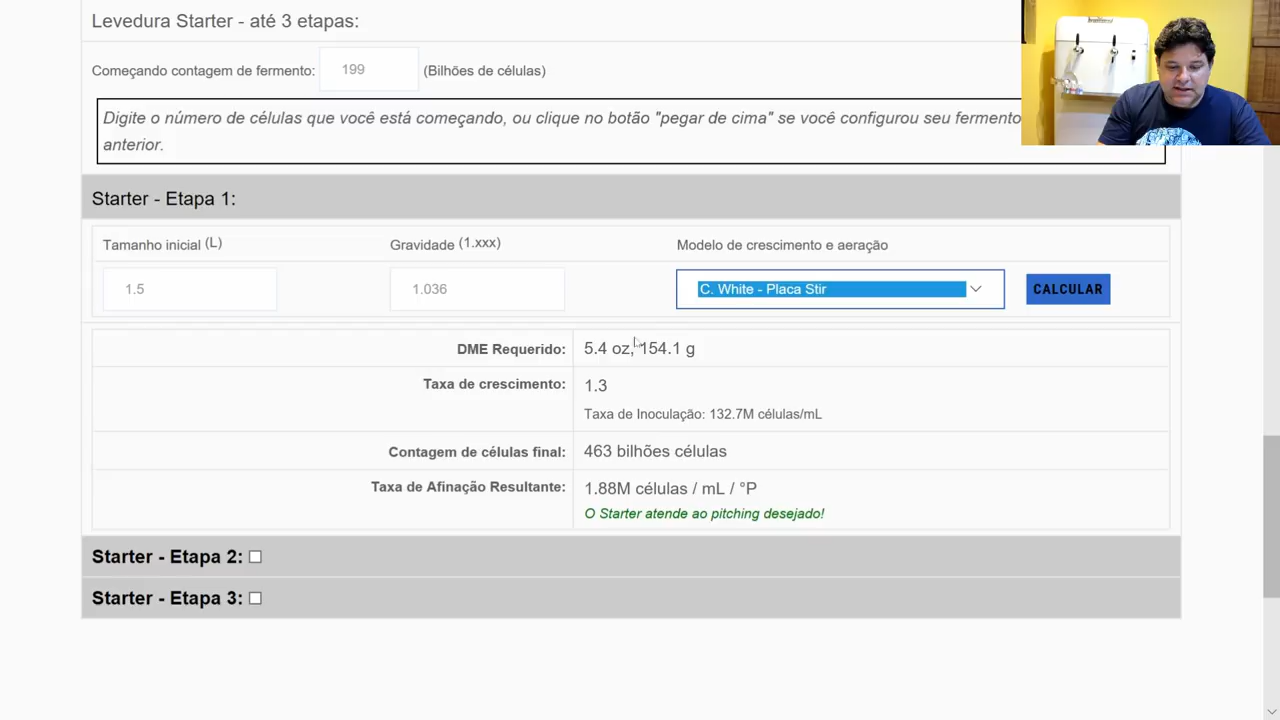 Levedura Starter - até 3 etapas:
Começando contagem de fermento: 199 (Bilhões de células)
Digite o número de células que você está começando, ou clique no botão "pegar de cima" se você configurou seu fermento
anterior.
Starter - Etapa 1:
Tamanho inicial (L) Gravidade (1.xxx) Modelo de crescimento e aeração
1.5 1.036 C. White - Placa Stir CALCULAR
DME Requerido: 5.4 oz, 154.1 g
Taxa de crescimento: 1.3
Taxa de Inoculação: 132.7M células/mL
Contagem de células final: 463 bilhões células
Taxa de Afinação Resultante: 1.88M células / mL / °P
O Starter atende ao pitching desejado!
Starter - Etapa 2:
Starter - Etapa 3: